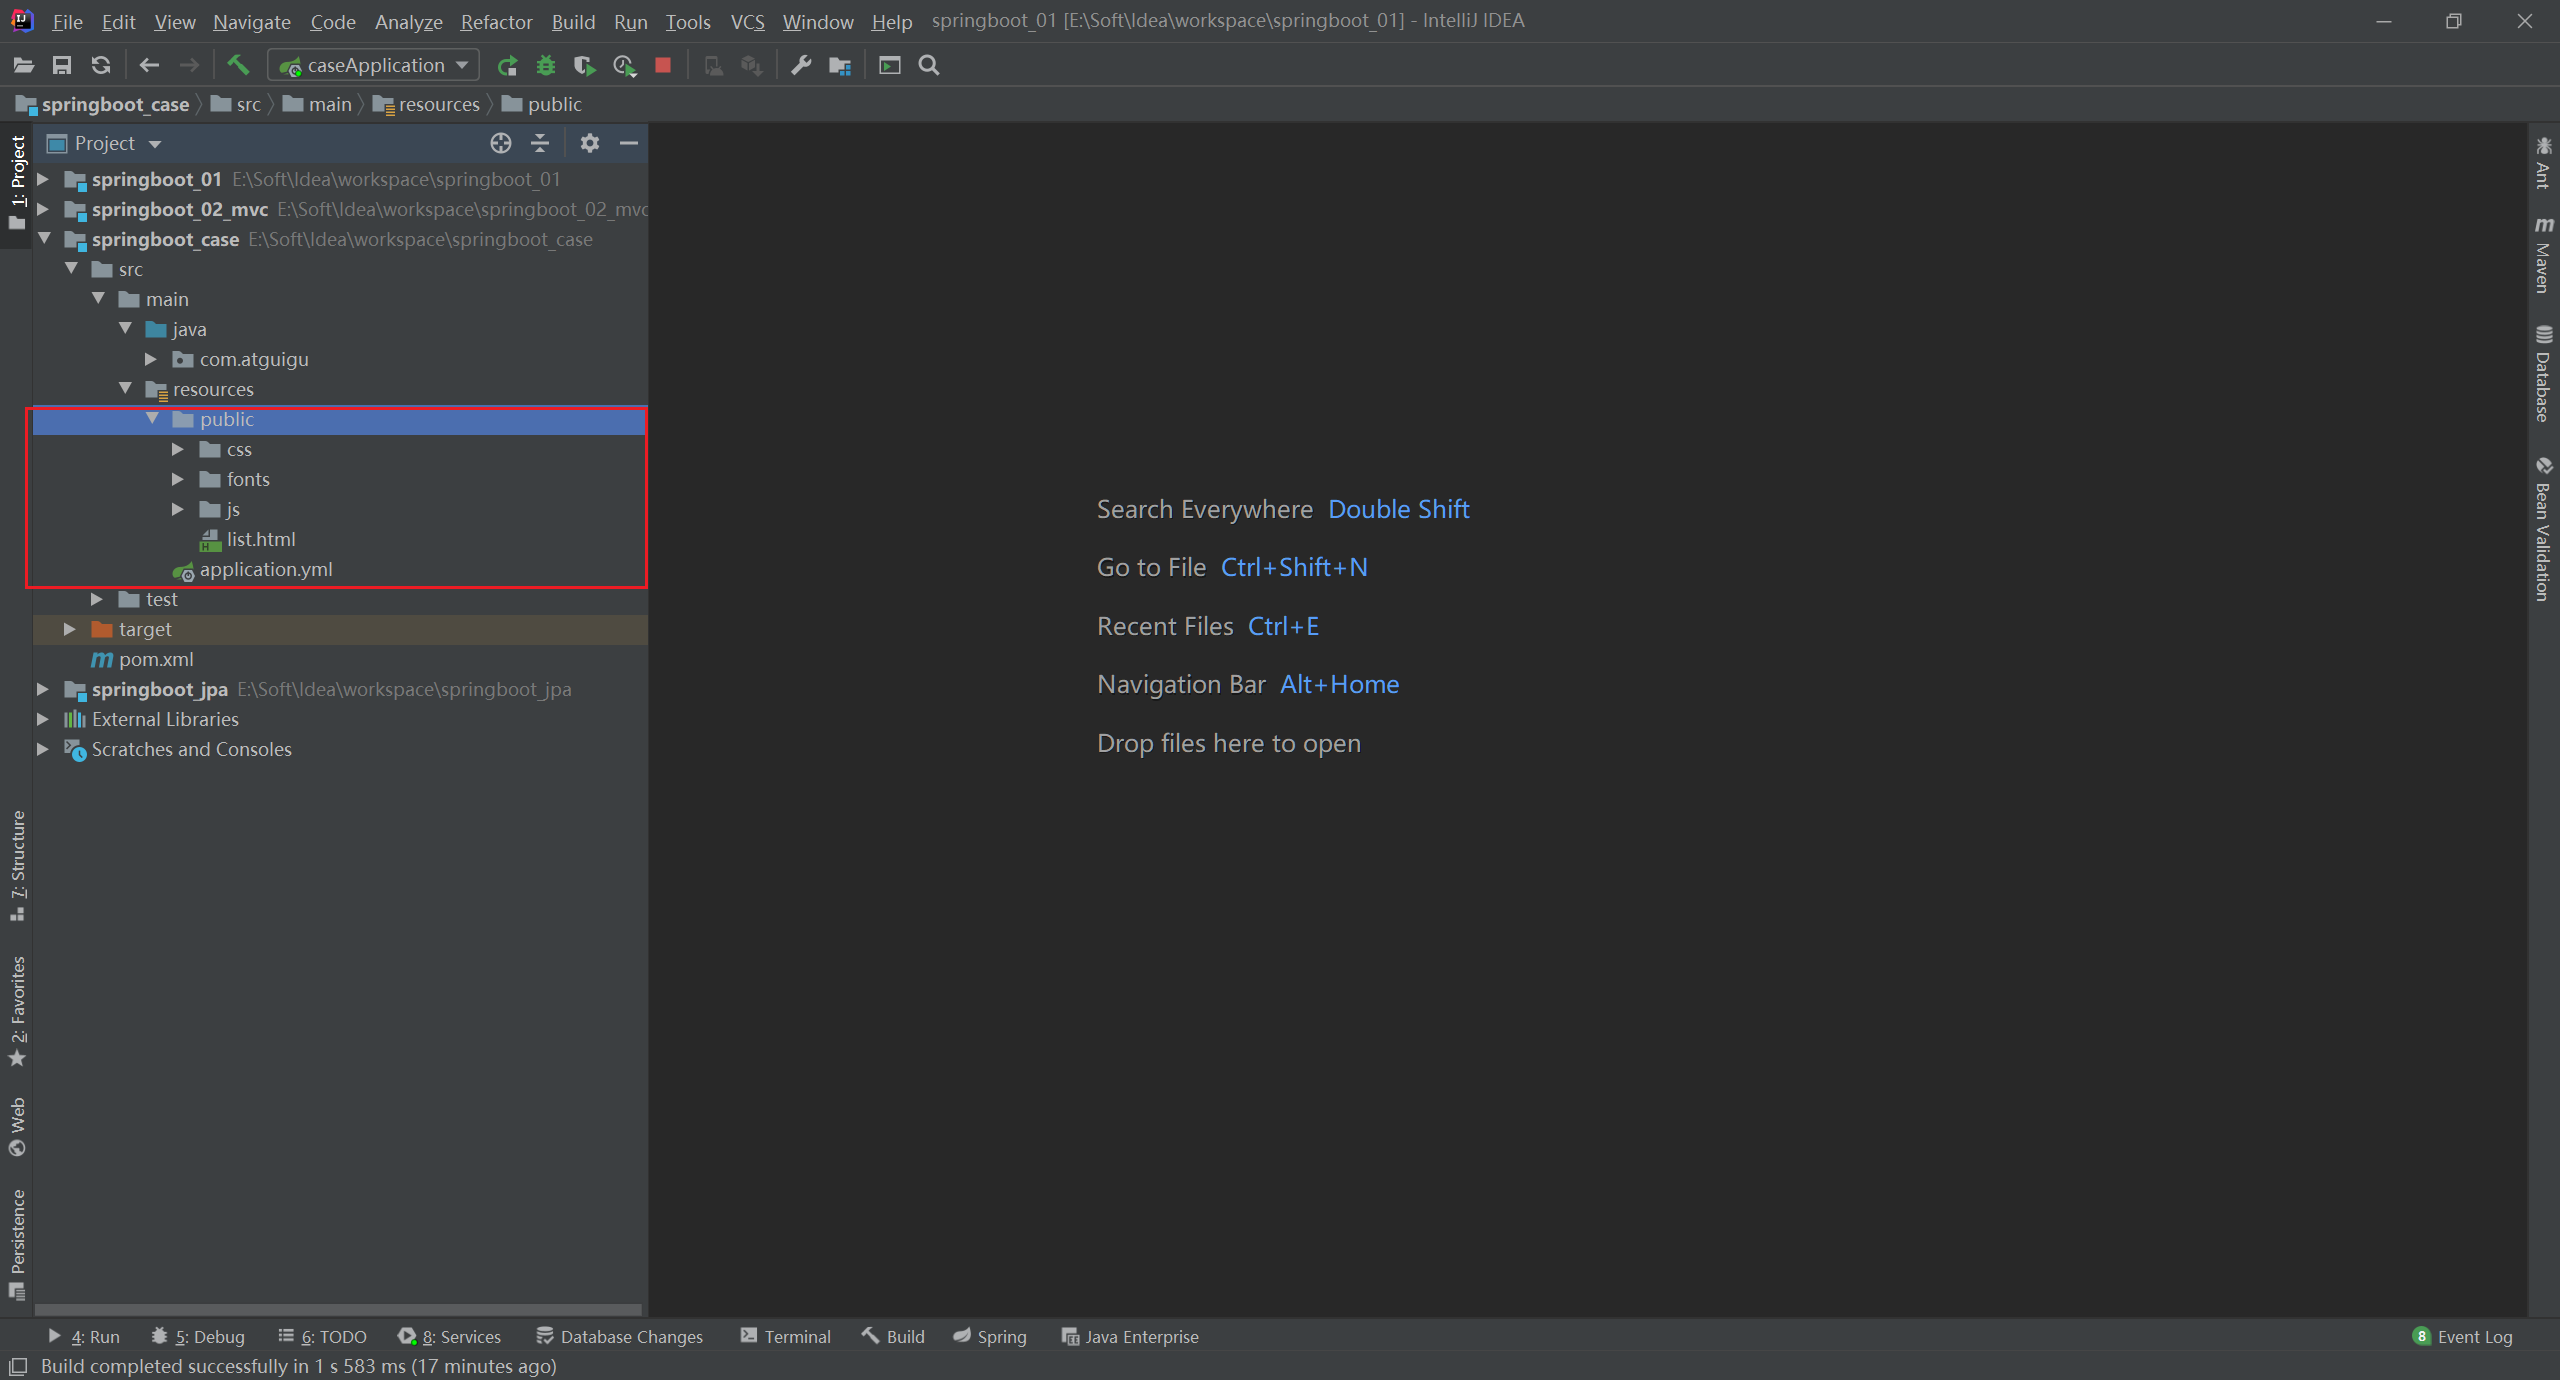 File Edit View Navigate Code Analyze Refactor Build Run Tools VCS Window Help springboot_01 [E:\Soft\Idea\workspace\springboot_01] - IntelliJ IDEA
caseApplication
springboot_case src main resources public
Project
springboot_01 E:\Soft\Idea\workspace\springboot_01
springboot_02_mvc E:\Soft\Idea\workspace\springboot_02_mvc
springboot_case E:\Soft\Idea\workspace\springboot_case
src
main
java
com.atguigu
resources
public
css
fonts
js
list.html
application.yml
test
target
pom.xml
springboot_jpa E:\Soft\Idea\workspace\springboot_jpa
External Libraries
Scratches and Consoles
1: Project
7: Structure
2: Favorites
Web
Persistence
Search Everywhere Double Shift
Go to File Ctrl+Shift+N
Recent Files Ctrl+E
Navigation Bar Alt+Home
Drop files here to open
Ant
Maven
Database
Bean Validation
4: Run 5: Debug 6: TODO 8: Services Database Changes Terminal Build Spring Java Enterprise 8 Event Log
Build completed successfully in 1 s 583 ms (17 minutes ago)